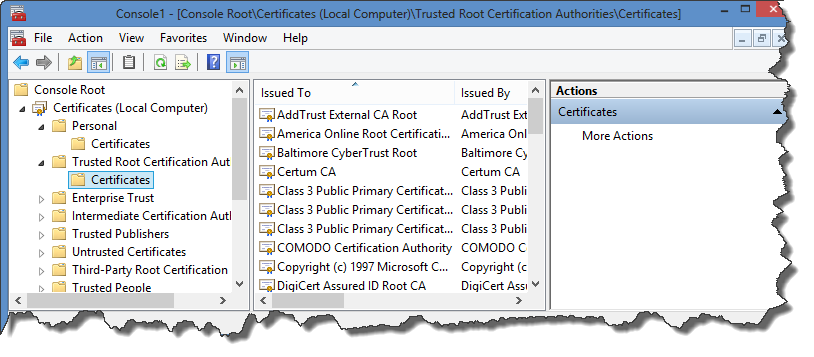 Console1 - [Console Root\Certificates (Local Computer)\Trusted Root Certification Authorities\Certificates]
File Action View Favorites Window Help
Console Root
Certificates (Local Computer)
Personal
Certificates
Trusted Root Certification Aut
Certificates
Enterprise Trust
Intermediate Certification Autl
Trusted Publishers
Untrusted Certificates
Third-Party Root Certification
Trusted People
Issued To Issued By
AddTrust External CA Root AddTrust Ext
America Online Root Certificati... America Onl
Baltimore CyberTrust Root Baltimore Cy
Certum CA Certum CA
Class 3 Public Primary Certificat... Class 3 Publi
Class 3 Public Primary Certificat... Class 3 Publi
Class 3 Public Primary Certificat... Class 3 Publi
COMODO Certification Authority COMODO C
Copyright (c) 1997 Microsoft C... Copyright (c)
DigiCert Assured ID Root CA DigiCert Assu
Actions
Certificates
More Actions